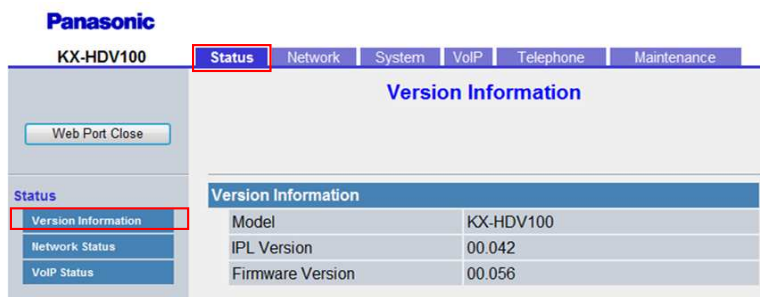 Panasonic
KX-HDV100
Status Network System VoIP Telephone Maintenance
Version Information
Web Port Close
Status
Version Information
Network Status
VoIP Status
Version Information
Model KX-HDV100
IPL Version 00.042
Firmware Version 00.056